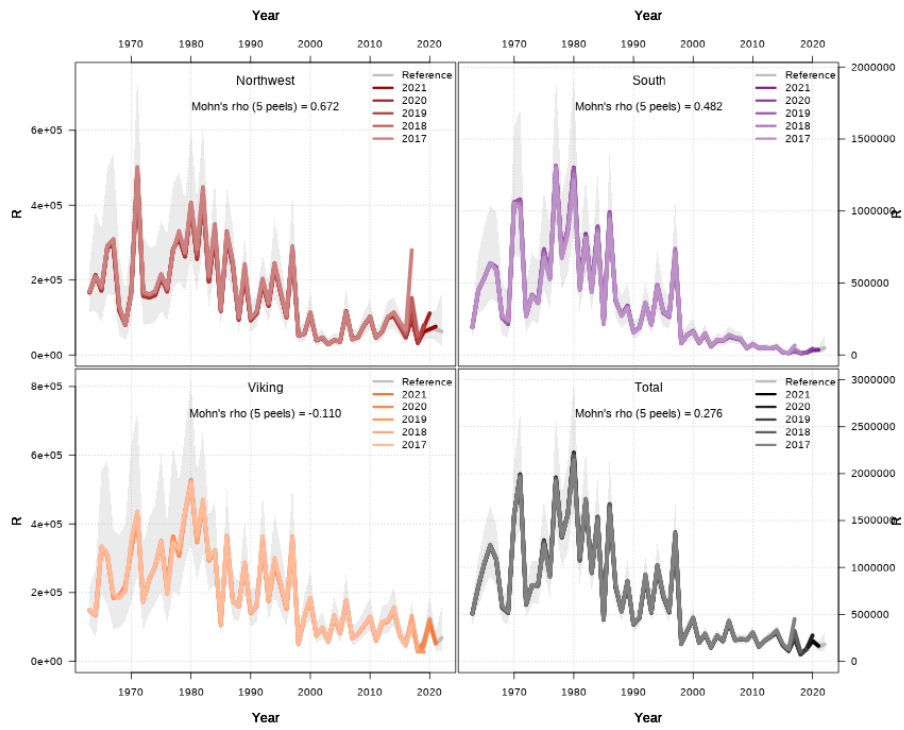 Year
Year
1970 1980 1990 2000 2010 2020
1970 1980 1990 2000 2010 2020
Northwest
Mohn's rho (5 peels) = 0.672
Reference
2021
2020
2019
2018
2017
6e+05
4e+05
2e+05
0e+00
R
South
Mohn's rho (5 peels) = 0.482
Reference
2021
2020
2019
2018
2017
2000000
1500000
1000000
500000
0
R
Viking
Mohn's rho (5 peels) = -0.110
Reference
2021
2020
2019
2018
2017
8e+05
6e+05
4e+05
2e+05
0e+00
R
Total
Mohn's rho (5 peels) = 0.276
Reference
2021
2020
2019
2018
2017
3000000
2500000
2000000
1500000
1000000
500000
0
R
1970 1980 1990 2000 2010 2020
1970 1980 1990 2000 2010 2020
Year
Year